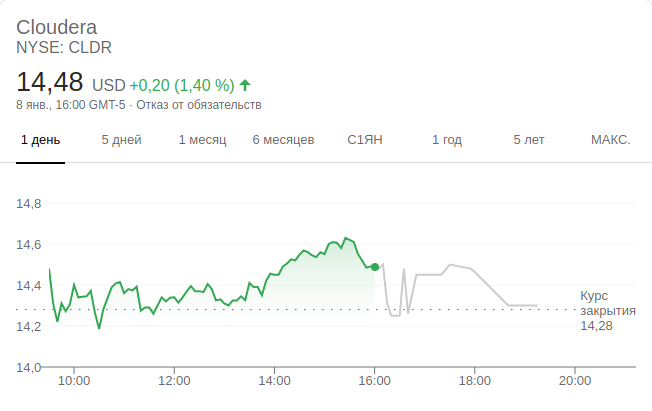 Cloudera
NYSE: CLDR
14,48 USD +0,20 (1,40 %)
8 янв., 16:00 GMT-5 · Отказ от обязательств
1 день 5 дней 1 месяц 6 месяцев С1ЯН 1 год 5 лет МАКС.
14,8
14,6
14,4
Курс
закрытия
14,28
14,2
14,0
10:00 12:00 14:00 16:00 18:00 20:00